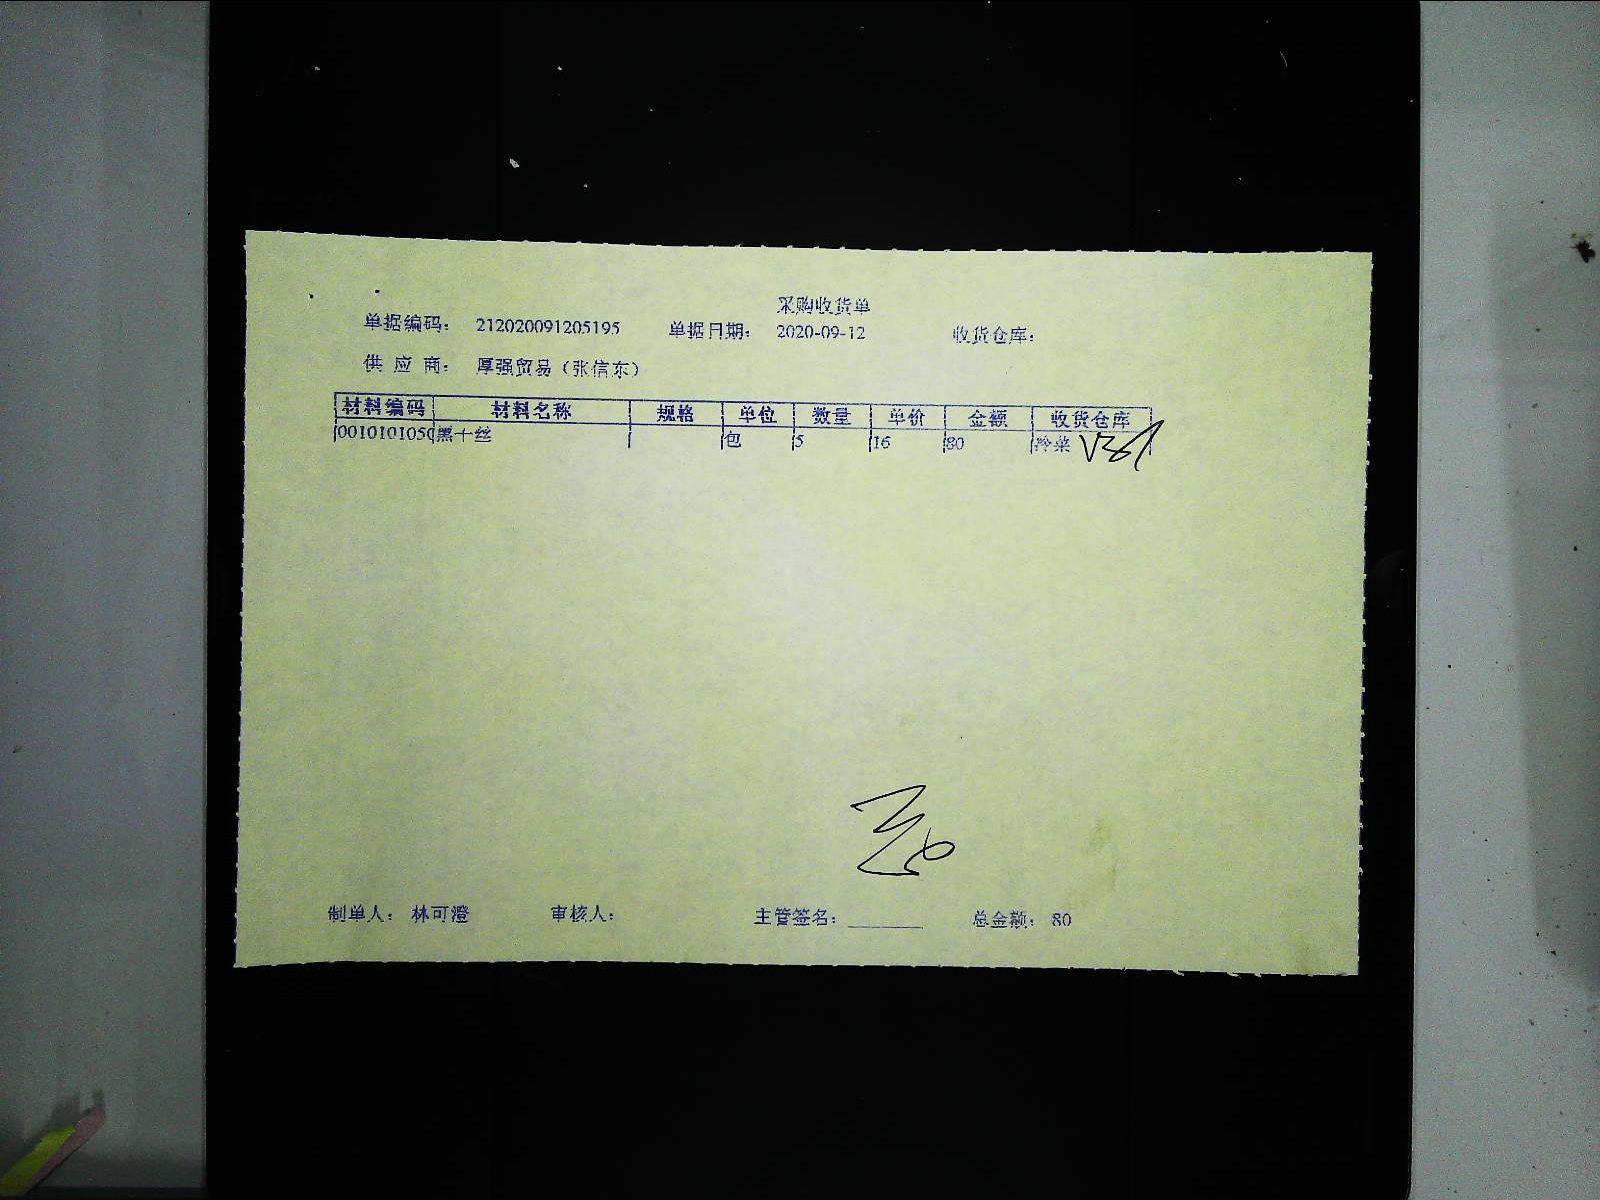 采购收货单
单据编码: 212020091205195 单据日期: 2020-09-12 收货仓库:
供 应 商: 厚强贸易（张信东）
材料编码 材料名称 规格 单位 数量 单价 金额 收货仓库
黑十丝 包 5 16 80 冷菜
制单人: 林可澄 审核人: 主管签名: ________ 总金额: 80